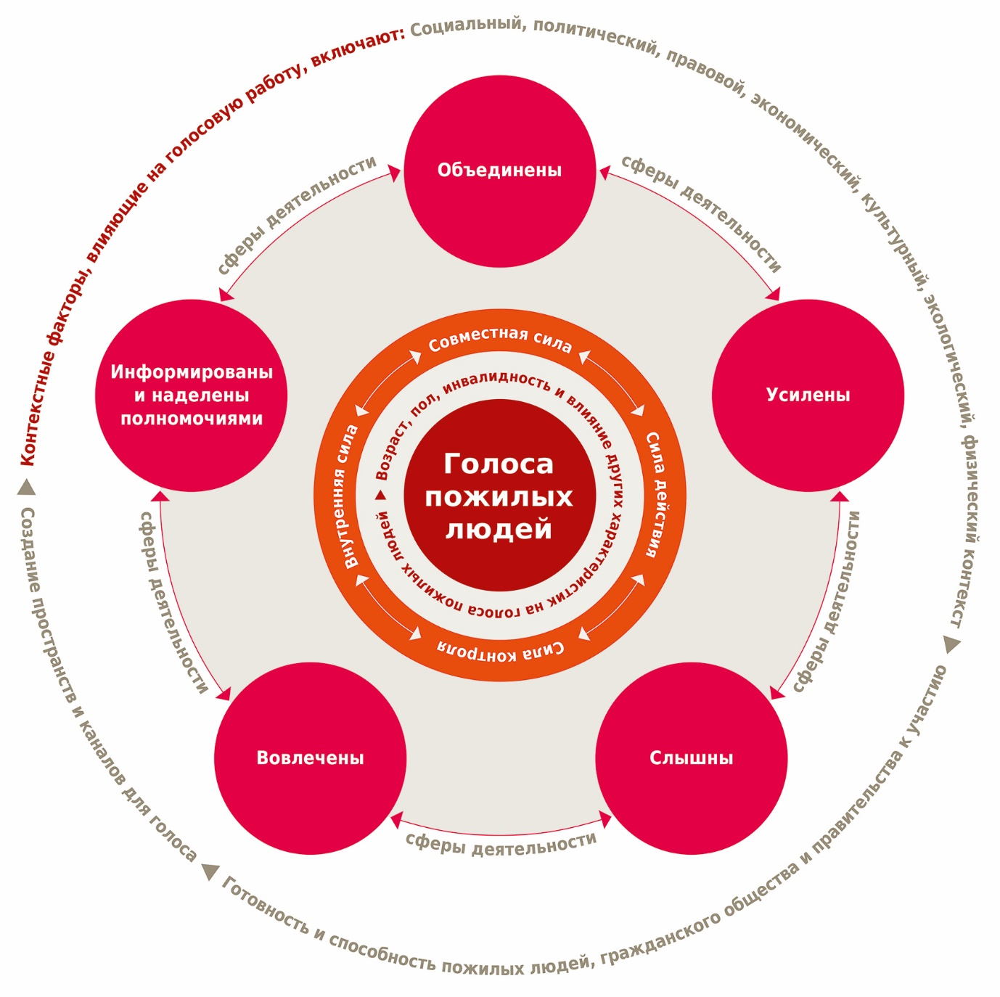 Контекстные факторы, влияющие на голосовую работу, включают: Социальный, политический, правовой, экономический, культурный, экологический, физический контекст
Готовность и способность пожилых людей, гражданского общества и правительства к участию
Создание пространств и каналов для голоса
Объединены
сферы деятельности
Усилены
сферы деятельности
Слышны
сферы деятельности
Вовлечены
сферы деятельности
Информированы
и наделены
полномочиями
сферы деятельности
Совместная сила
Сила действия
Сила контроля
Внутренняя сила
Возраст, пол, инвалидность и влияние других характеристик на голоса пожилых людей
Голоса
пожилых
людей